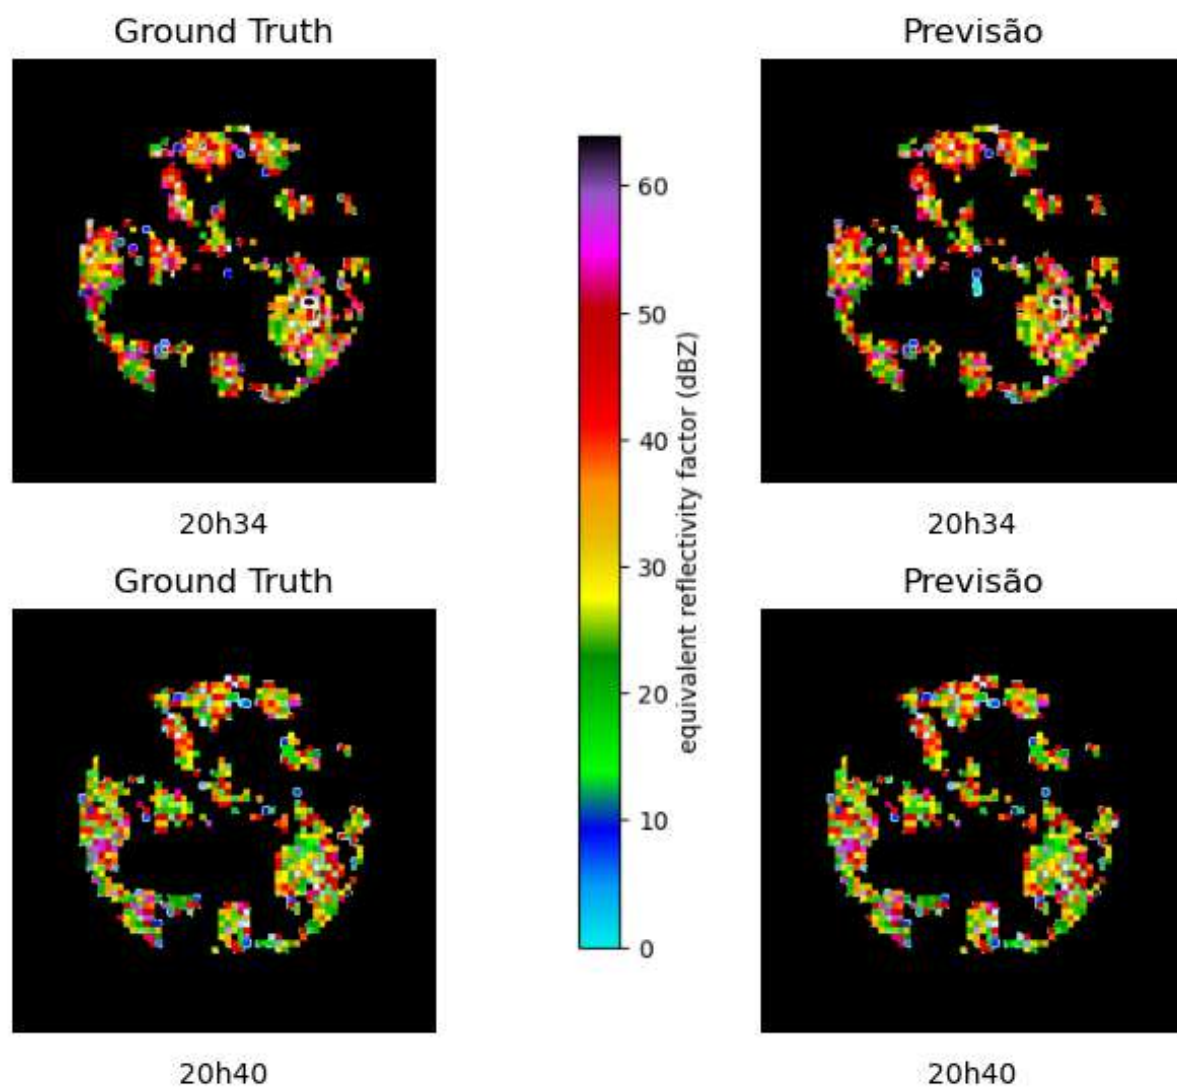 Ground Truth
Previsão
60
50
40
30
20
10
0
equivalent reflectivity factor (dBZ)
20h34
20h34
Ground Truth
Previsão
20h40
20h40